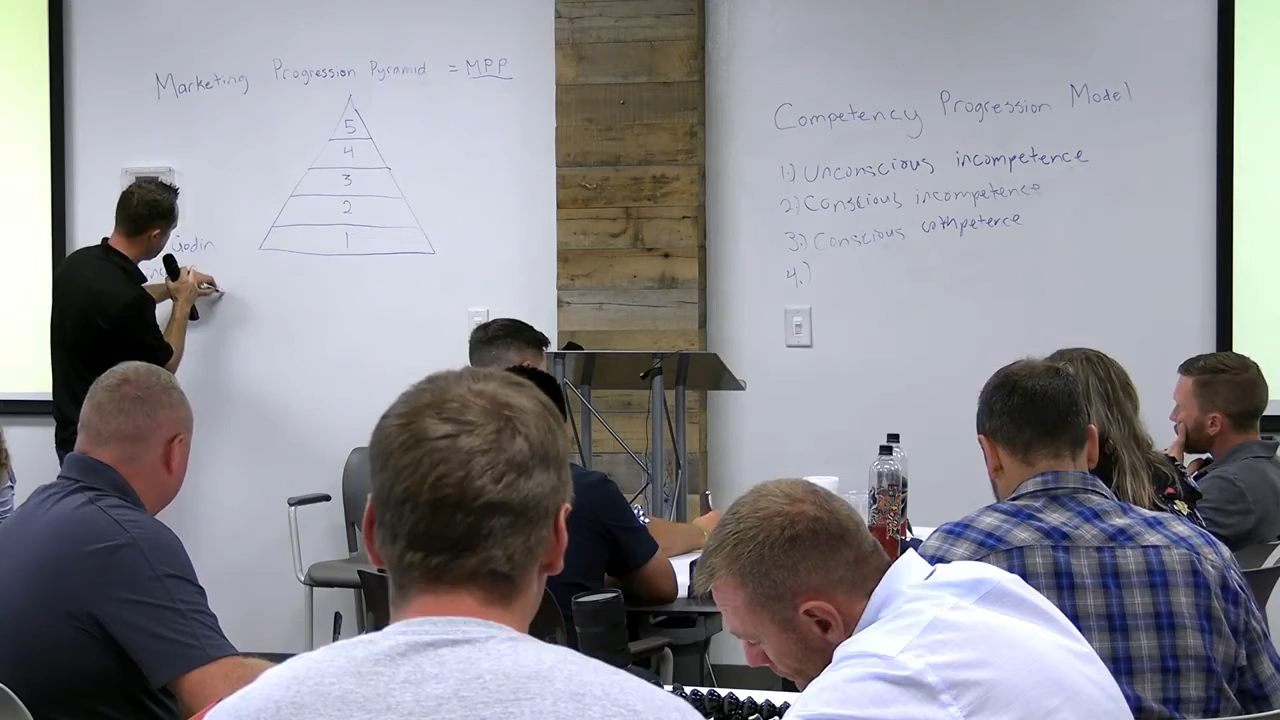 Marketing Progression Pyramid = MPP
5
4
3
2
1
Godin
Competency Progression Model
1.) Unconscious incompetence
2.) Conscious incompetence
3.) Conscious competence
4.)